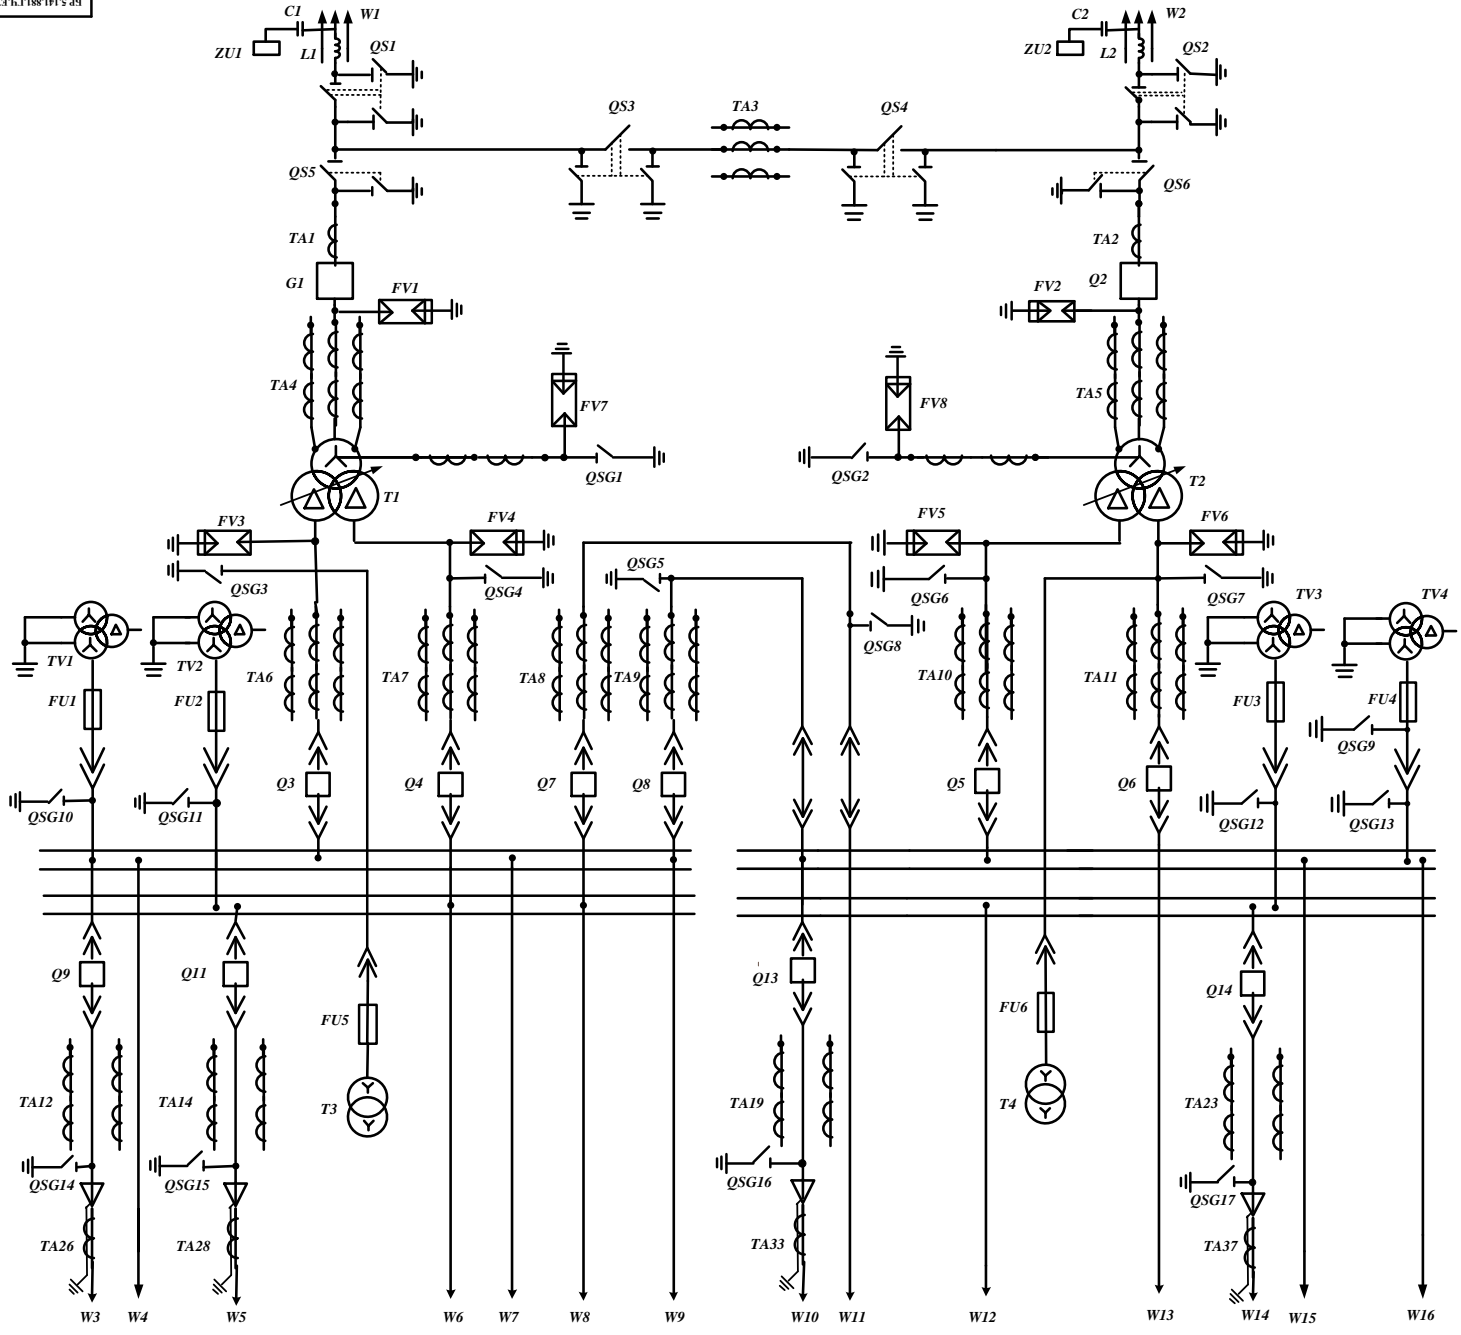 C1 W1 C2 W2
ZU1 L1 QS1 ZU2 L2 QS2
QS3 TA3 QS4
QS5 QS6
TA1 TA2
G1 FV1 FV2 Q2
TA4 FV7 FV8 TA5
QSG1 QSG2
T1 T2
FV3 FV4 FV5 FV6
QSG3 QSG4 QSG5 QSG6 QSG7
TV3 TV4
TV1 TV2 QSG8
TA6 TA7 TA8 TA9 TA10 TA11
FU1 FU2 FU3 FU4
QSG9
Q3 Q4 Q7 Q8 Q5 Q6
QSG10 QSG11 QSG12 QSG13
Q9 Q11 Q13 Q14
FU5 FU6
TA12 TA14 T3 TA19 T4 TA23
QSG14 QSG15 QSG16 QSG17
TA26 TA28 TA33 TA37
W3 W4 W5 W6 W7 W8 W9 W10 W11 W12 W13 W14 W15 W16